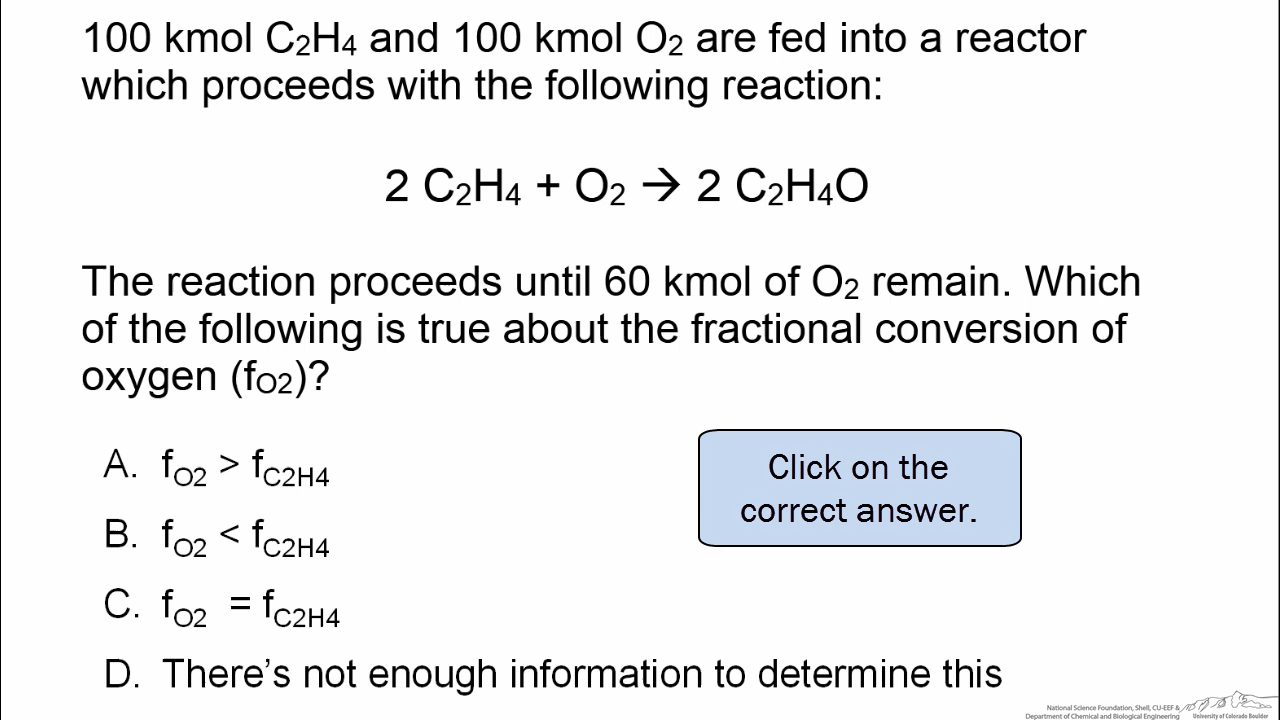 100 kmol C₂H₄ and 100 kmol O₂ are fed into a reactor
which proceeds with the following reaction:
2 C₂H₄ + O₂ → 2 C₂H₄O
The reaction proceeds until 60 kmol of O₂ remain. Which
of the following is true about the fractional conversion of
oxygen (fO2)?
A. fO2 > fC2H4
B. fO2 < fC2H4
C. fO2 = fC2H4
D. There's not enough information to determine this
Click on the
correct answer.
National Science Foundation, Shell, CU-EEF &
Department of Chemical and Biological Engineering
University of Colorado Boulder